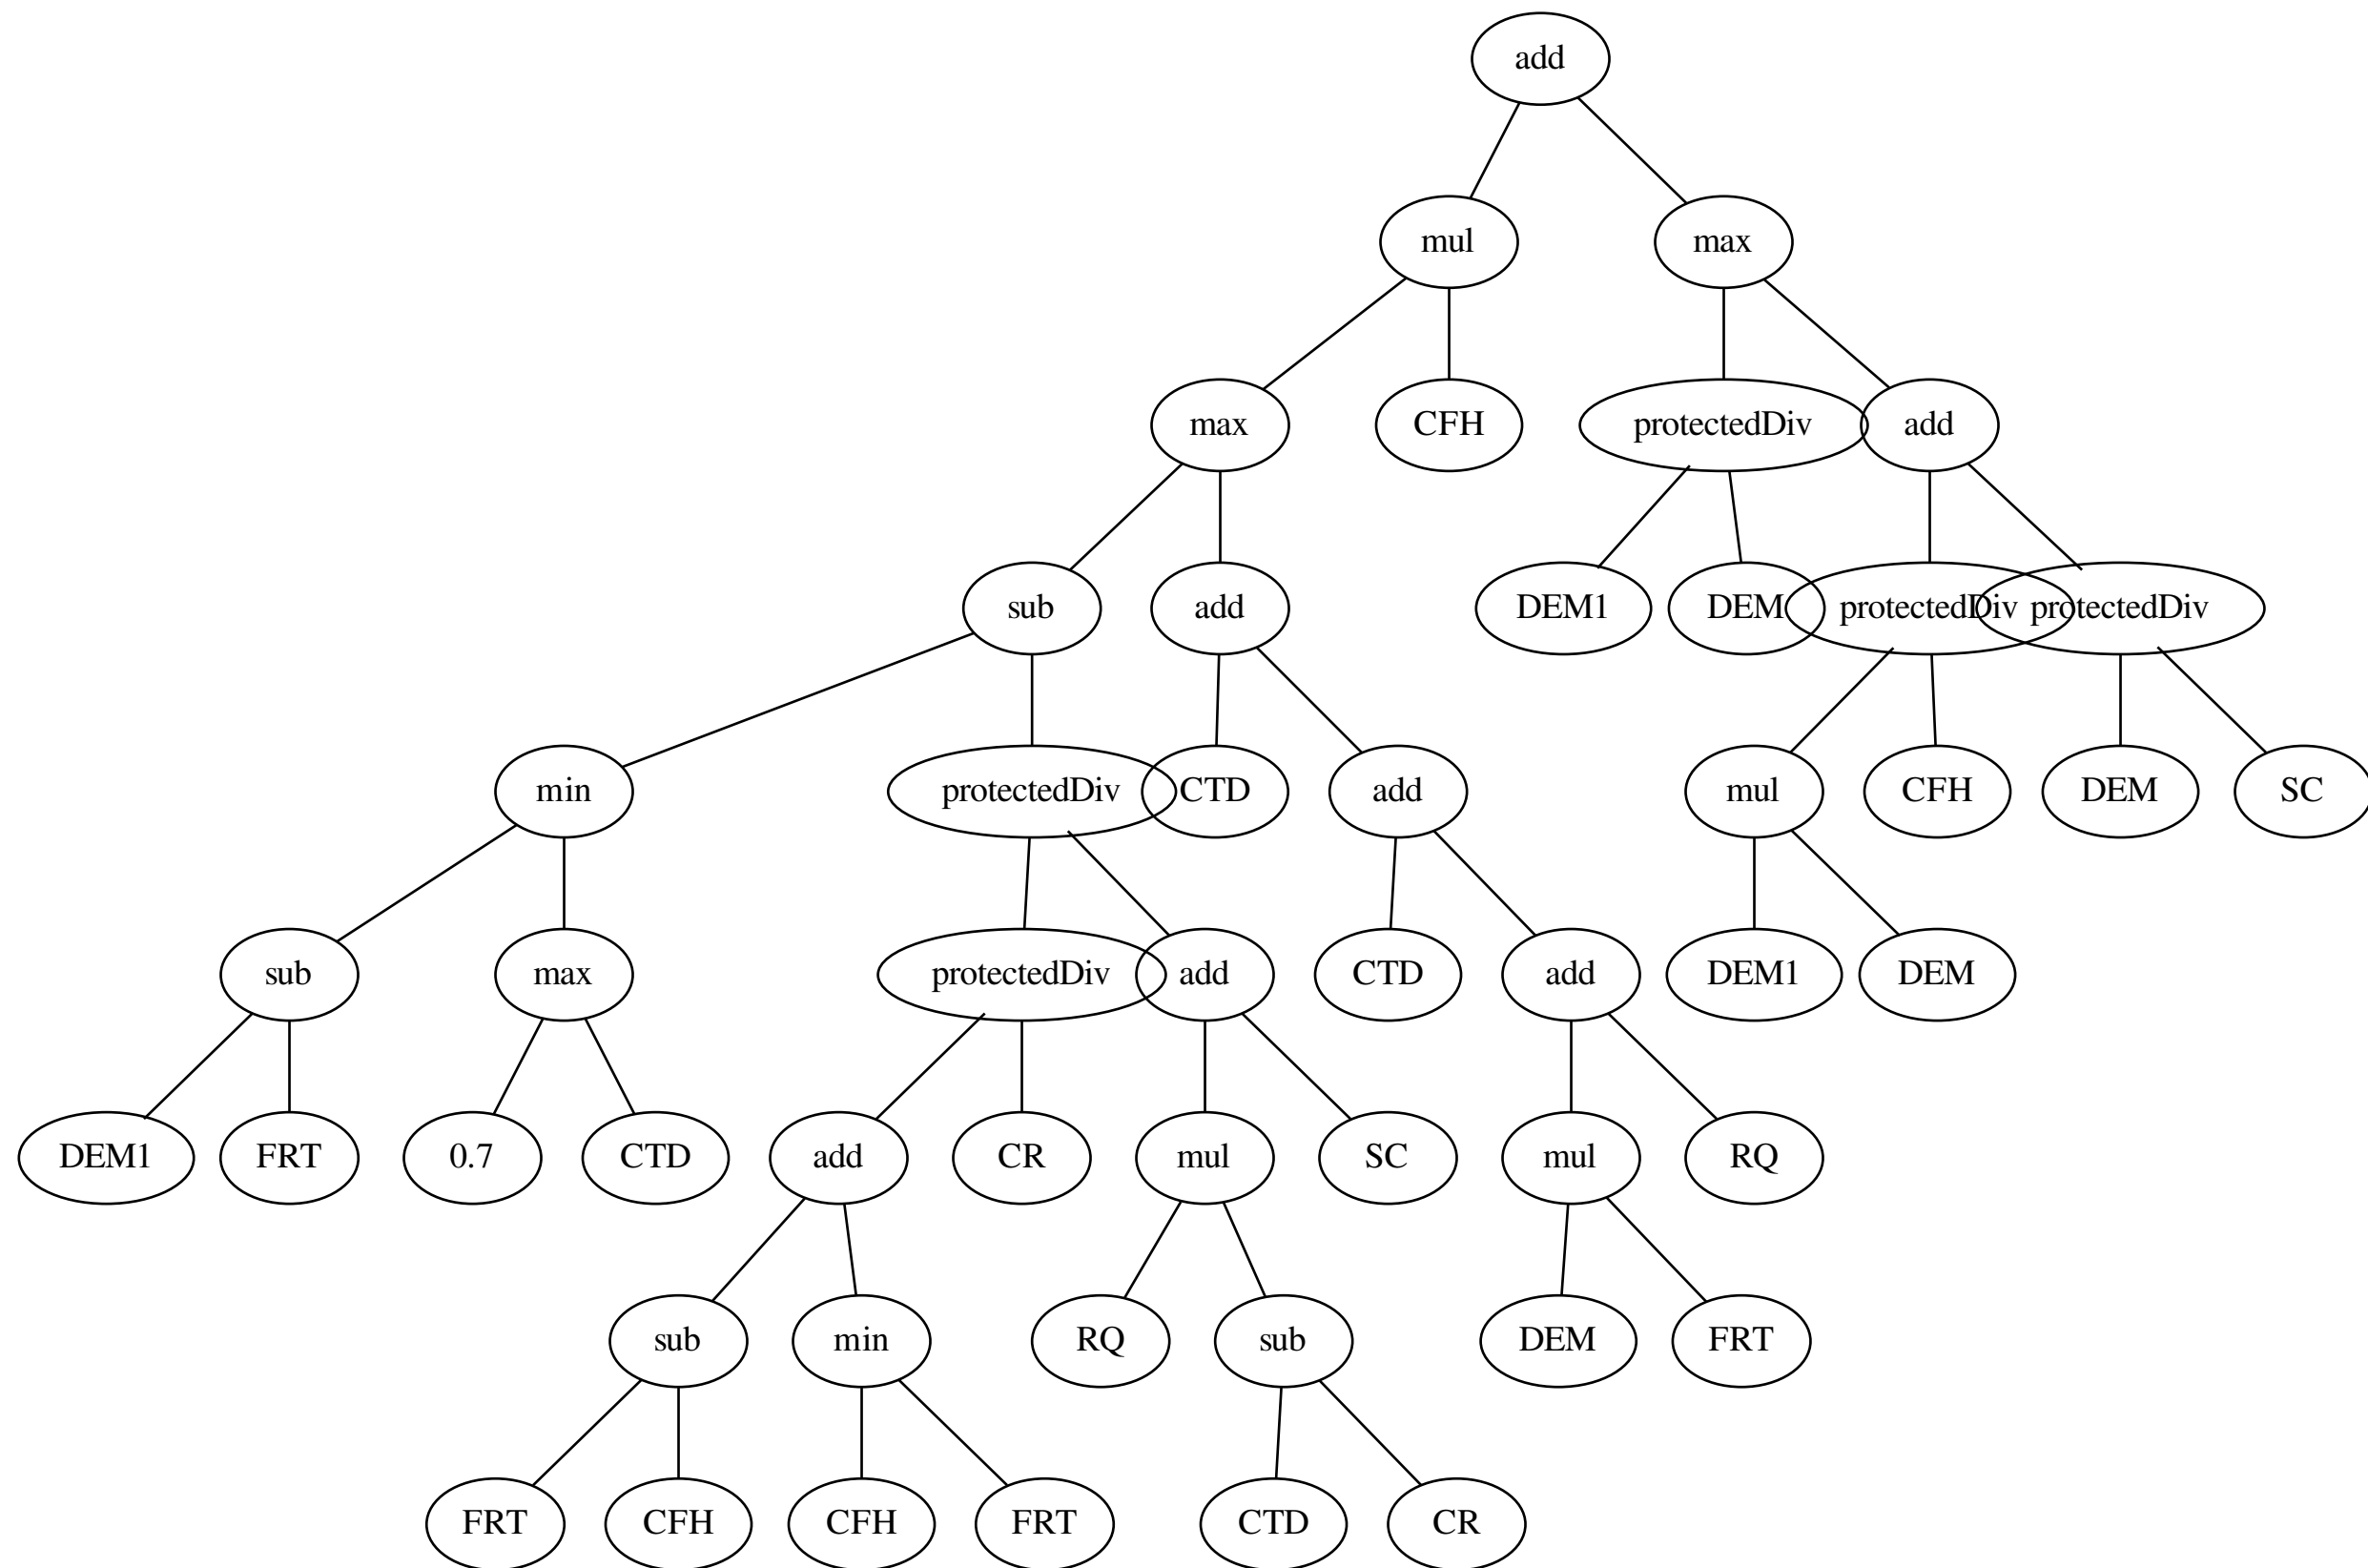 add
mul max
max CFH protectedDiv add
sub add DEM1 DEM protectedDiv protectedDiv
min protectedDiv CTD add mul CFH DEM SC
sub max protectedDiv add CTD add DEM1 DEM
DEM1 FRT 0.7 CTD add CR mul SC mul RQ
sub min RQ sub DEM FRT
FRT CFH CFH FRT CTD CR